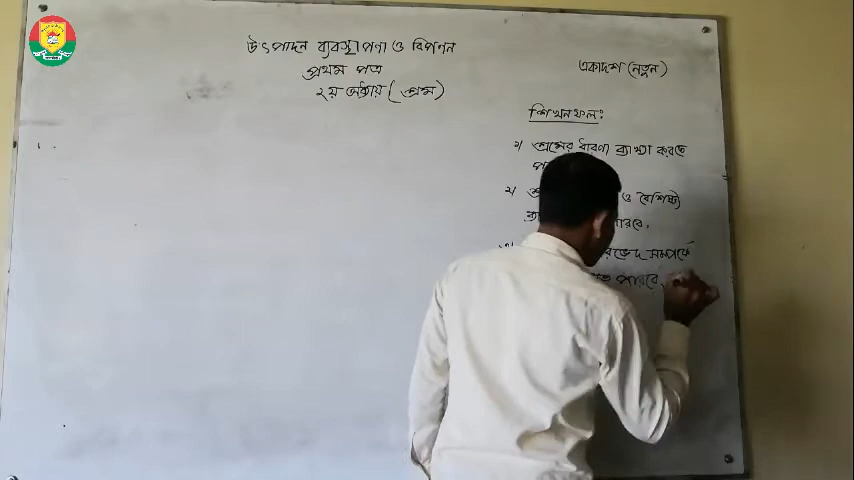 উৎপাদন ব্যবস্থাপনা ও বিপণন
প্রথম পত্র
২য় অধ্যায় (শ্রম)
একাদশ (নতুন)
শিখনফল:
১। শ্রমের ধারণা ব্যাখ্যা করতে
২। ও বৈশিষ্ট্য
পারবে,
৩। সম্পর্কে
পারবে